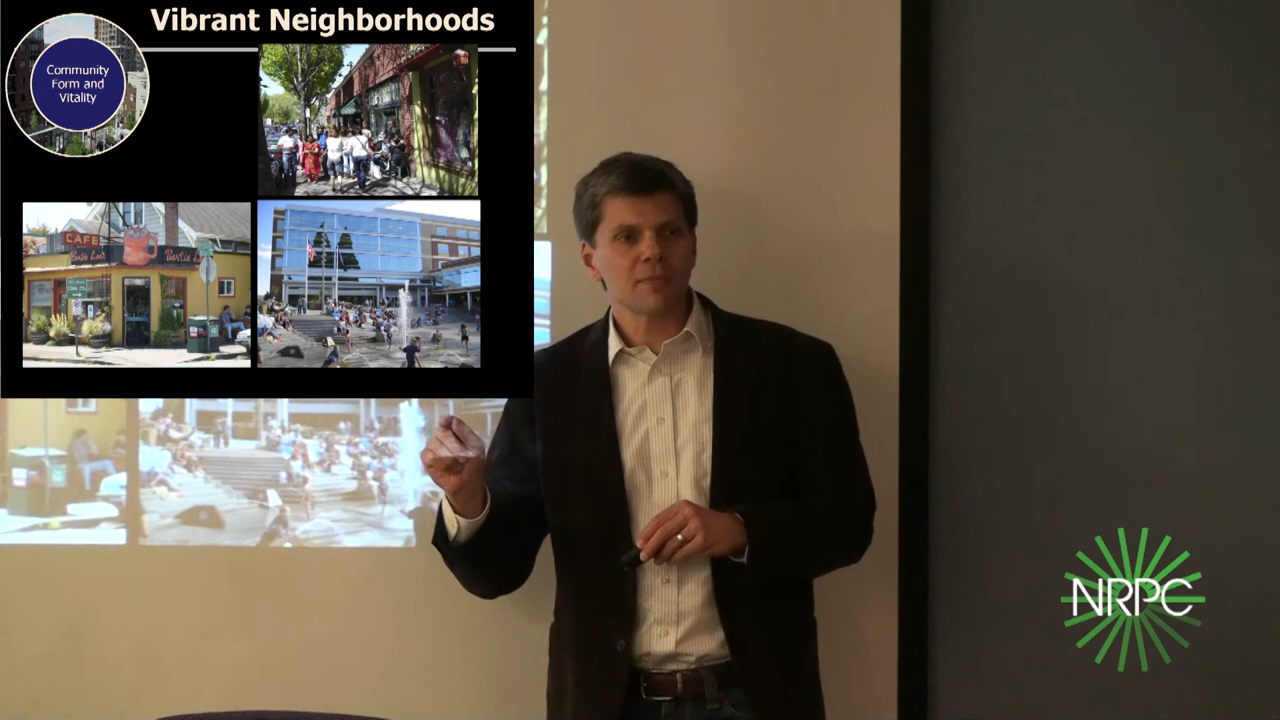 Vibrant Neighborhoods
Community
Form and
Vitality
CAFE
NRPC